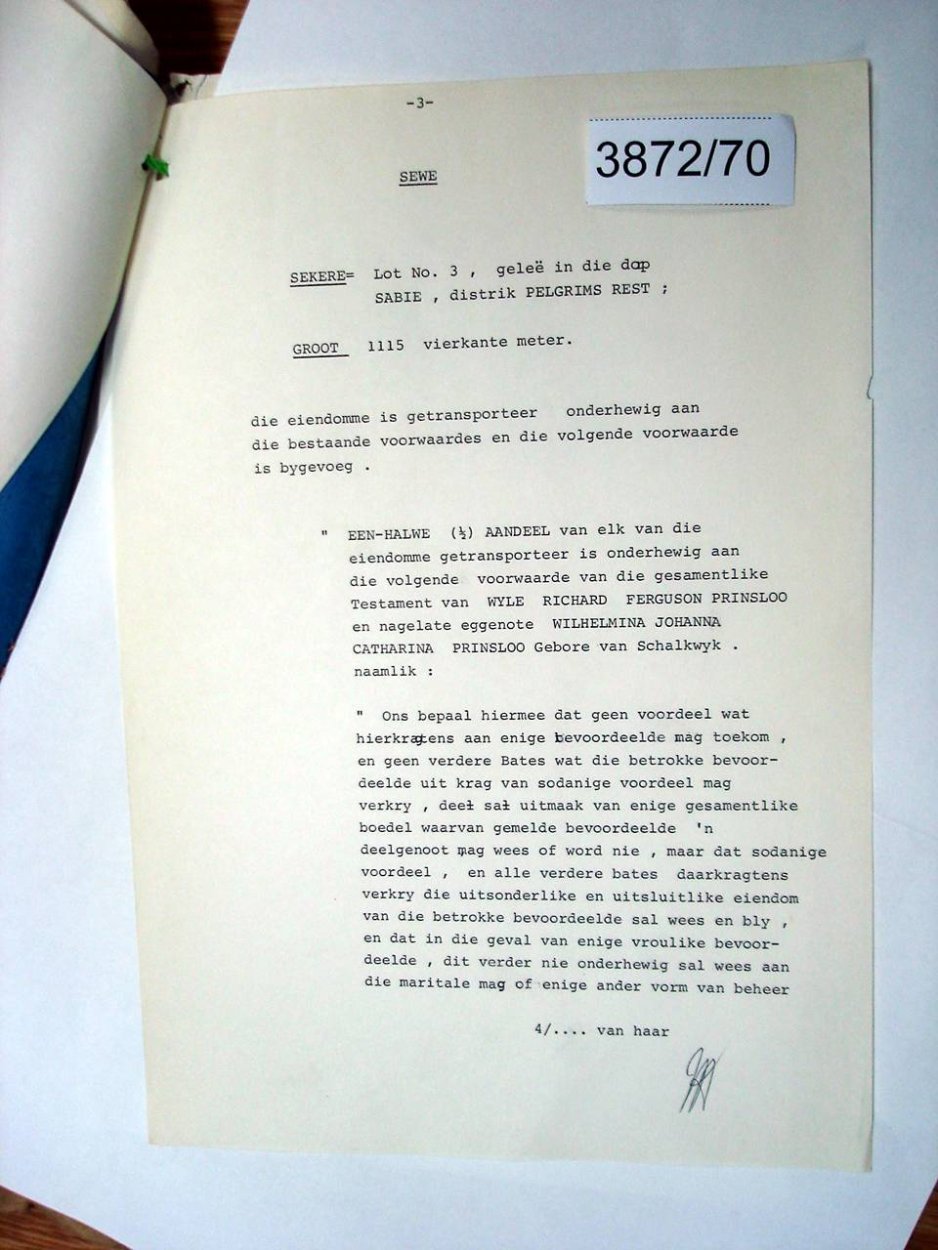 -3-
3872/70
SEWE
SEKERE= Lot No. 3 , geleë in die dap
SABIE , distrik PELGRIMS REST ;
GROOT 1115 vierkante meter.
die eiendomme is getransporteer onderhewig aan
die bestaande voorwaardes en die volgende voorwaarde
is bygevoeg .
" EEN-HALWE (½) AANDEEL van elk van die
eiendomme getransporteer is onderhewig aan
die volgende voorwaarde van die gesamentlike
Testament van WYLE RICHARD FERGUSON PRINSLOO
en nagelate eggenote WILHELMINA JOHANNA
CATHARINA PRINSLOO Gebore van Schalkwyk .
naamlik :
" Ons bepaal hiermee dat geen voordeel wat
hierkragtens aan enige bevoordeelde mag toekom ,
en geen verdere Bates wat die betrokke bevoor-
deelde uit krag van sodanige voordeel mag
verkry , deel sal uitmaak van enige gesamentlike
boedel waarvan gemelde bevoordeelde 'n
deelgenoot mag wees of word nie , maar dat sodanige
voordeel , en alle verdere bates daarkragtens
verkry die uitsonderlike en uitsluitlike eiendom
van die betrokke bevoordeelde sal wees en bly ,
en dat in die geval van enige vroulike bevoor-
deelde , dit verder nie onderhewig sal wees aan
die maritale mag of enige ander vorm van beheer
4/.... van haar